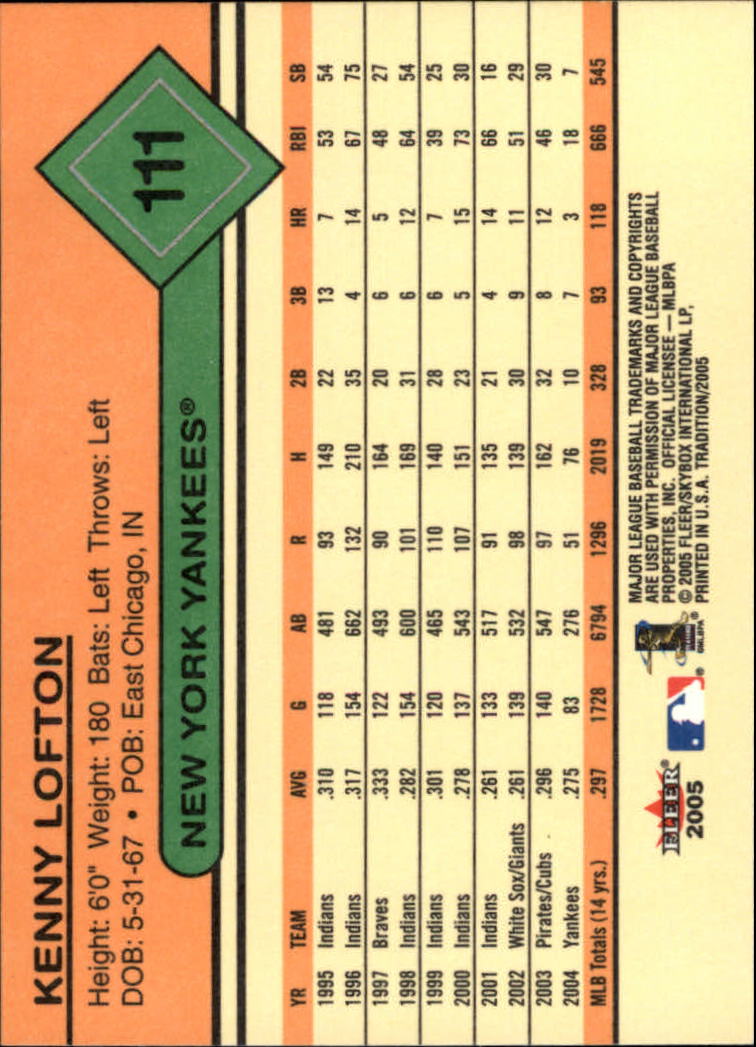 KENNY LOFTON
Height: 6'0" Weight: 180 Bats: Left Throws: Left
DOB: 5-31-67 • POB: East Chicago, IN
NEW YORK YANKEES®
111
YR TEAM AVG G AB R H 2B 3B HR RBI SB
1995 Indians .310 118 481 93 149 22 13 7 53 54
1996 Indians .317 154 662 132 210 35 4 14 67 75
1997 Braves .333 122 493 90 164 20 6 5 48 27
1998 Indians .282 154 600 101 169 31 6 12 64 54
1999 Indians .301 120 465 110 140 28 6 7 39 25
2000 Indians .278 137 543 107 151 23 5 15 73 30
2001 Indians .261 133 517 91 135 21 4 14 66 16
2002 White Sox/Giants .261 139 532 98 139 30 9 11 51 29
2003 Pirates/Cubs .296 140 547 97 162 32 8 12 46 30
2004 Yankees .275 83 276 51 76 10 7 3 18 7
MLB Totals (14 yrs.) .297 1728 6794 1296 2019 328 93 118 666 545
FLEER®
2005
®
®
©MLBPA
MAJOR LEAGUE BASEBALL TRADEMARKS AND COPYRIGHTS
ARE USED WITH PERMISSION OF MAJOR LEAGUE BASEBALL
PROPERTIES, INC. OFFICIAL LICENSEE — MLBPA
© 2005 FLEER/SKYBOX INTERNATIONAL LP,
PRINTED IN U.S.A. TRADITION/2005